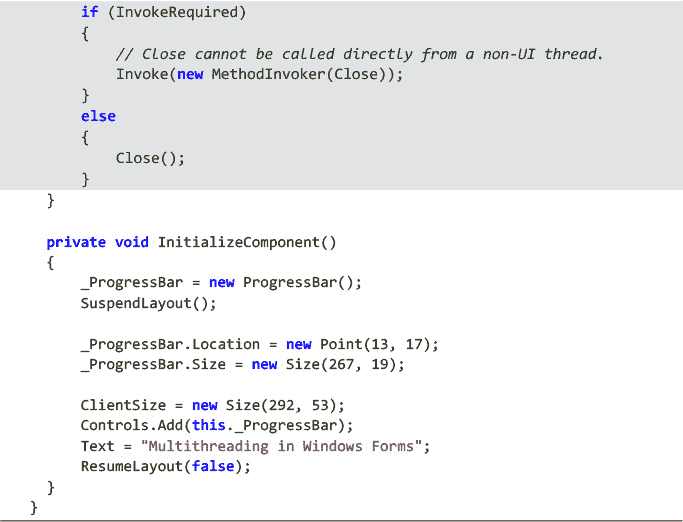 if (InvokeRequired)
{
// Close cannot be called directly from a non-UI thread.
Invoke(new MethodInvoker(Close));
}
else
{
Close();
}
}
private void InitializeComponent()
{
_ProgressBar = new ProgressBar();
SuspendLayout();
_ProgressBar.Location = new Point(13, 17);
_ProgressBar.Size = new Size(267, 19);
ClientSize = new Size(292, 53);
Controls.Add(this._ProgressBar);
Text = "Multithreading in Windows Forms";
ResumeLayout(false);
}
}